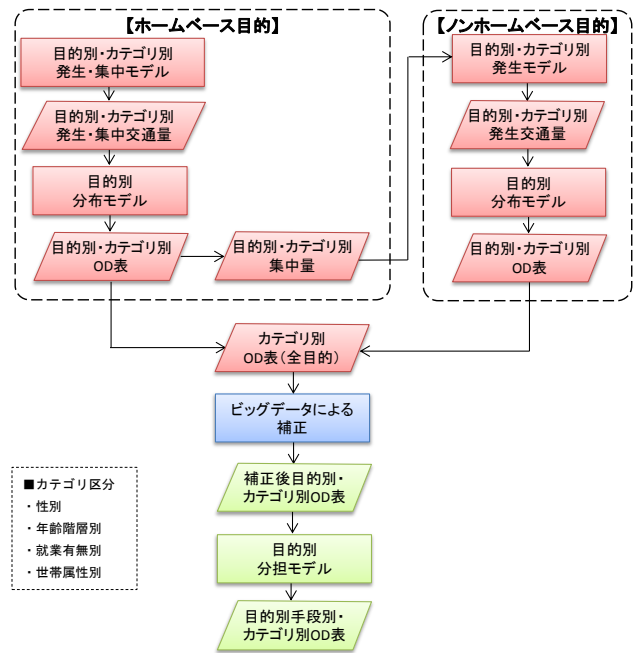 【ホームベース目的】
目的別・カテゴリ別
発生・集中モデル
目的別・カテゴリ別
発生・集中交通量
目的別
分布モデル
目的別・カテゴリ別
OD表
目的別・カテゴリ別
集中量
【ノンホームベース目的】
目的別・カテゴリ別
発生モデル
目的別・カテゴリ別
発生交通量
目的別
分布モデル
目的別・カテゴリ別
OD表
カテゴリ別
OD表(全目的)
ビッグデータによる
補正
補正後目的別・
カテゴリ別OD表
目的別
分担モデル
目的別手段別・
カテゴリ別OD表
■カテゴリ区分
・性別
・年齢階層別
・就業有無別
・世帯属性別